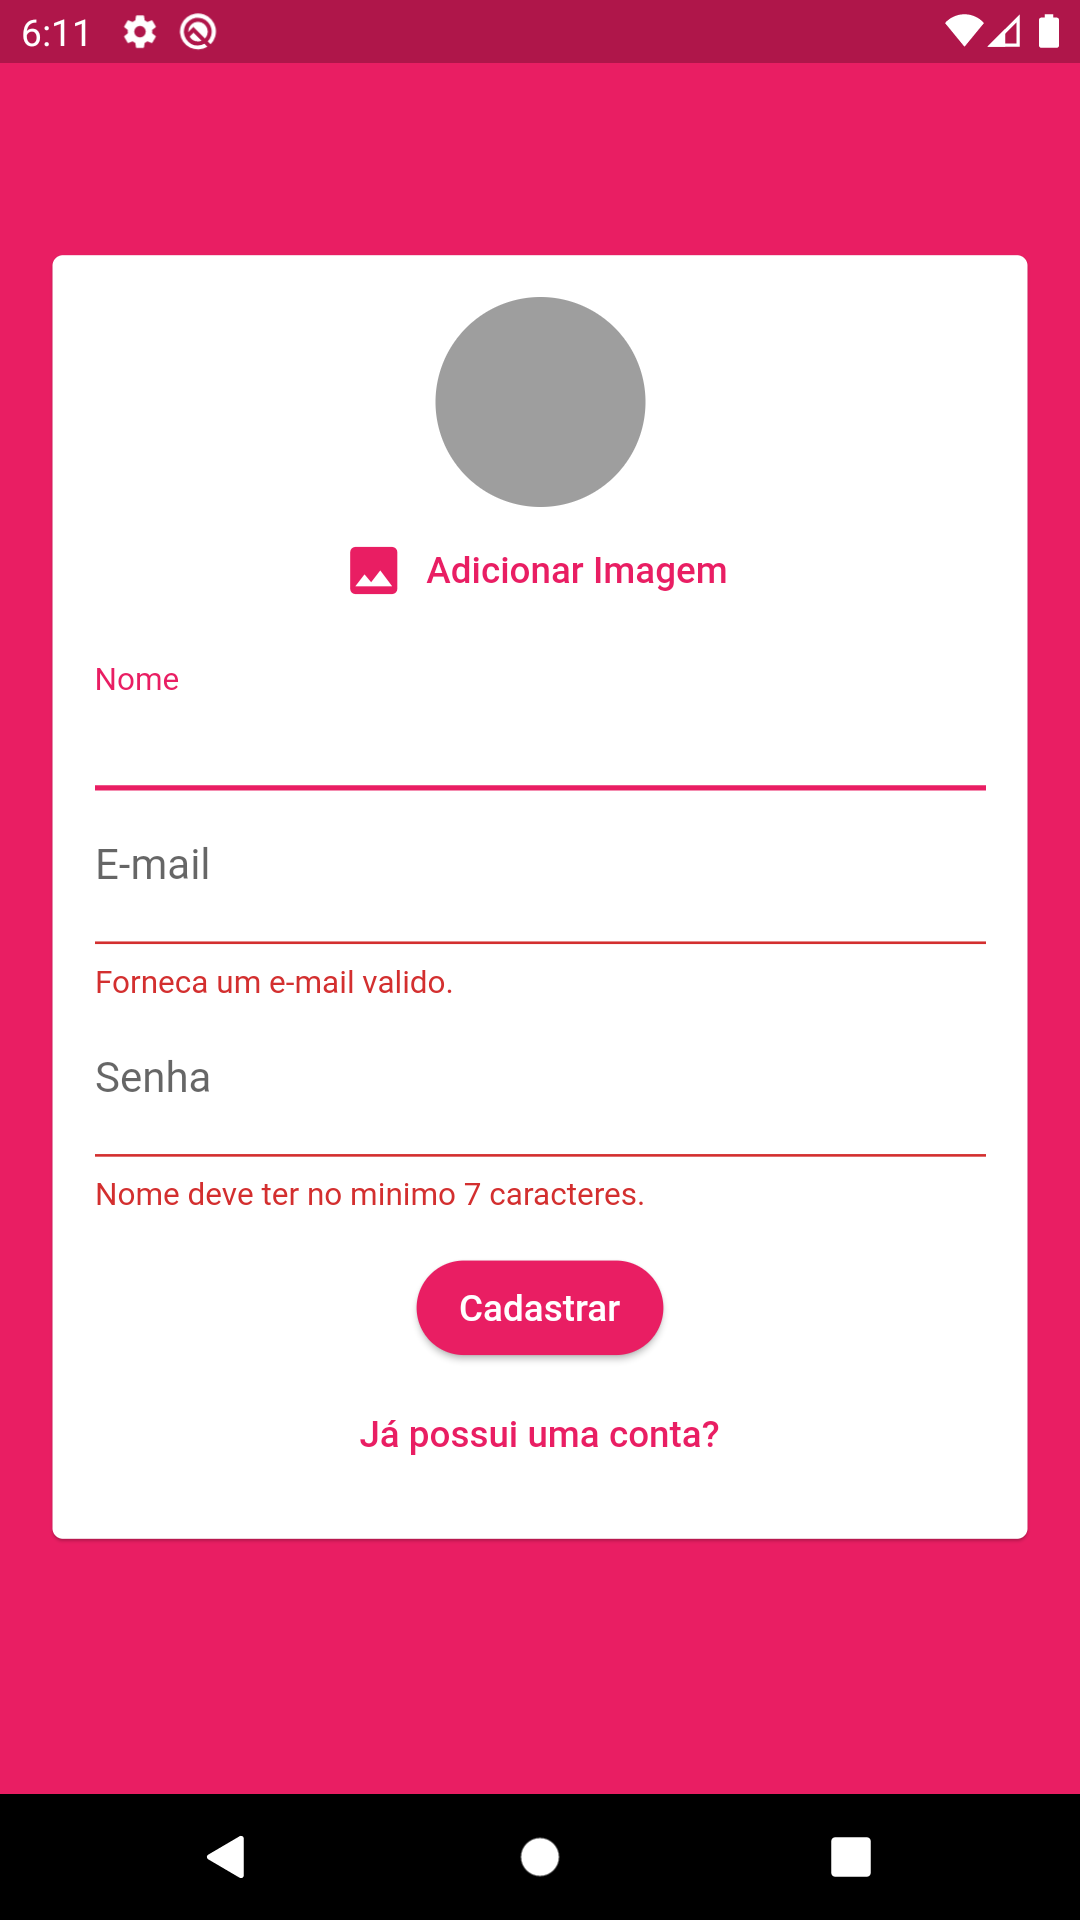 6:11
Adicionar Imagem
Nome
E-mail
Forneca um e-mail valido.
Senha
Nome deve ter no minimo 7 caracteres.
Cadastrar
Já possui uma conta?